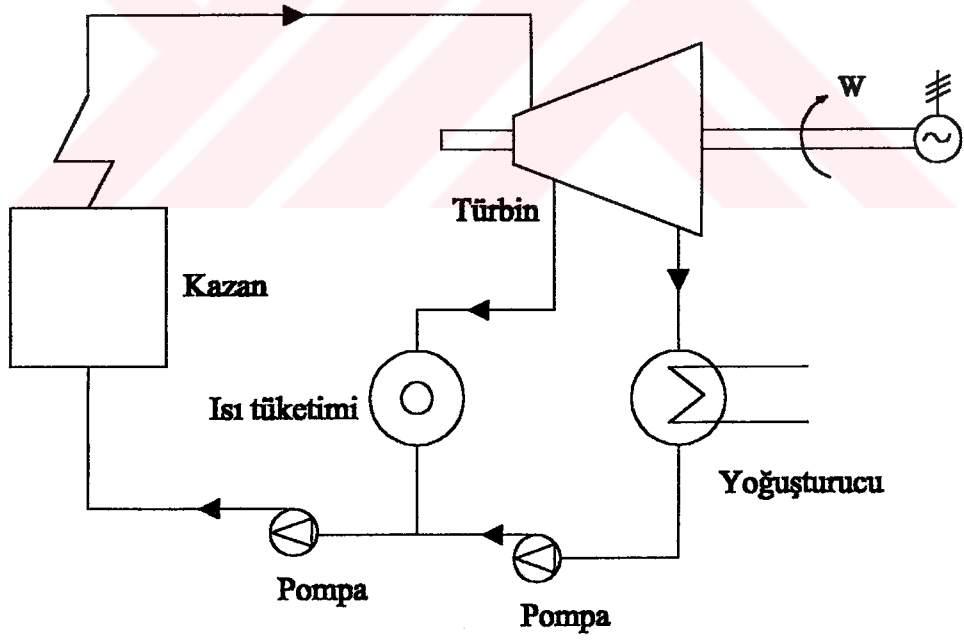 W
Türbin
Kazan
Isı tüketimi
Yoğuşturucu
Pompa
Pompa